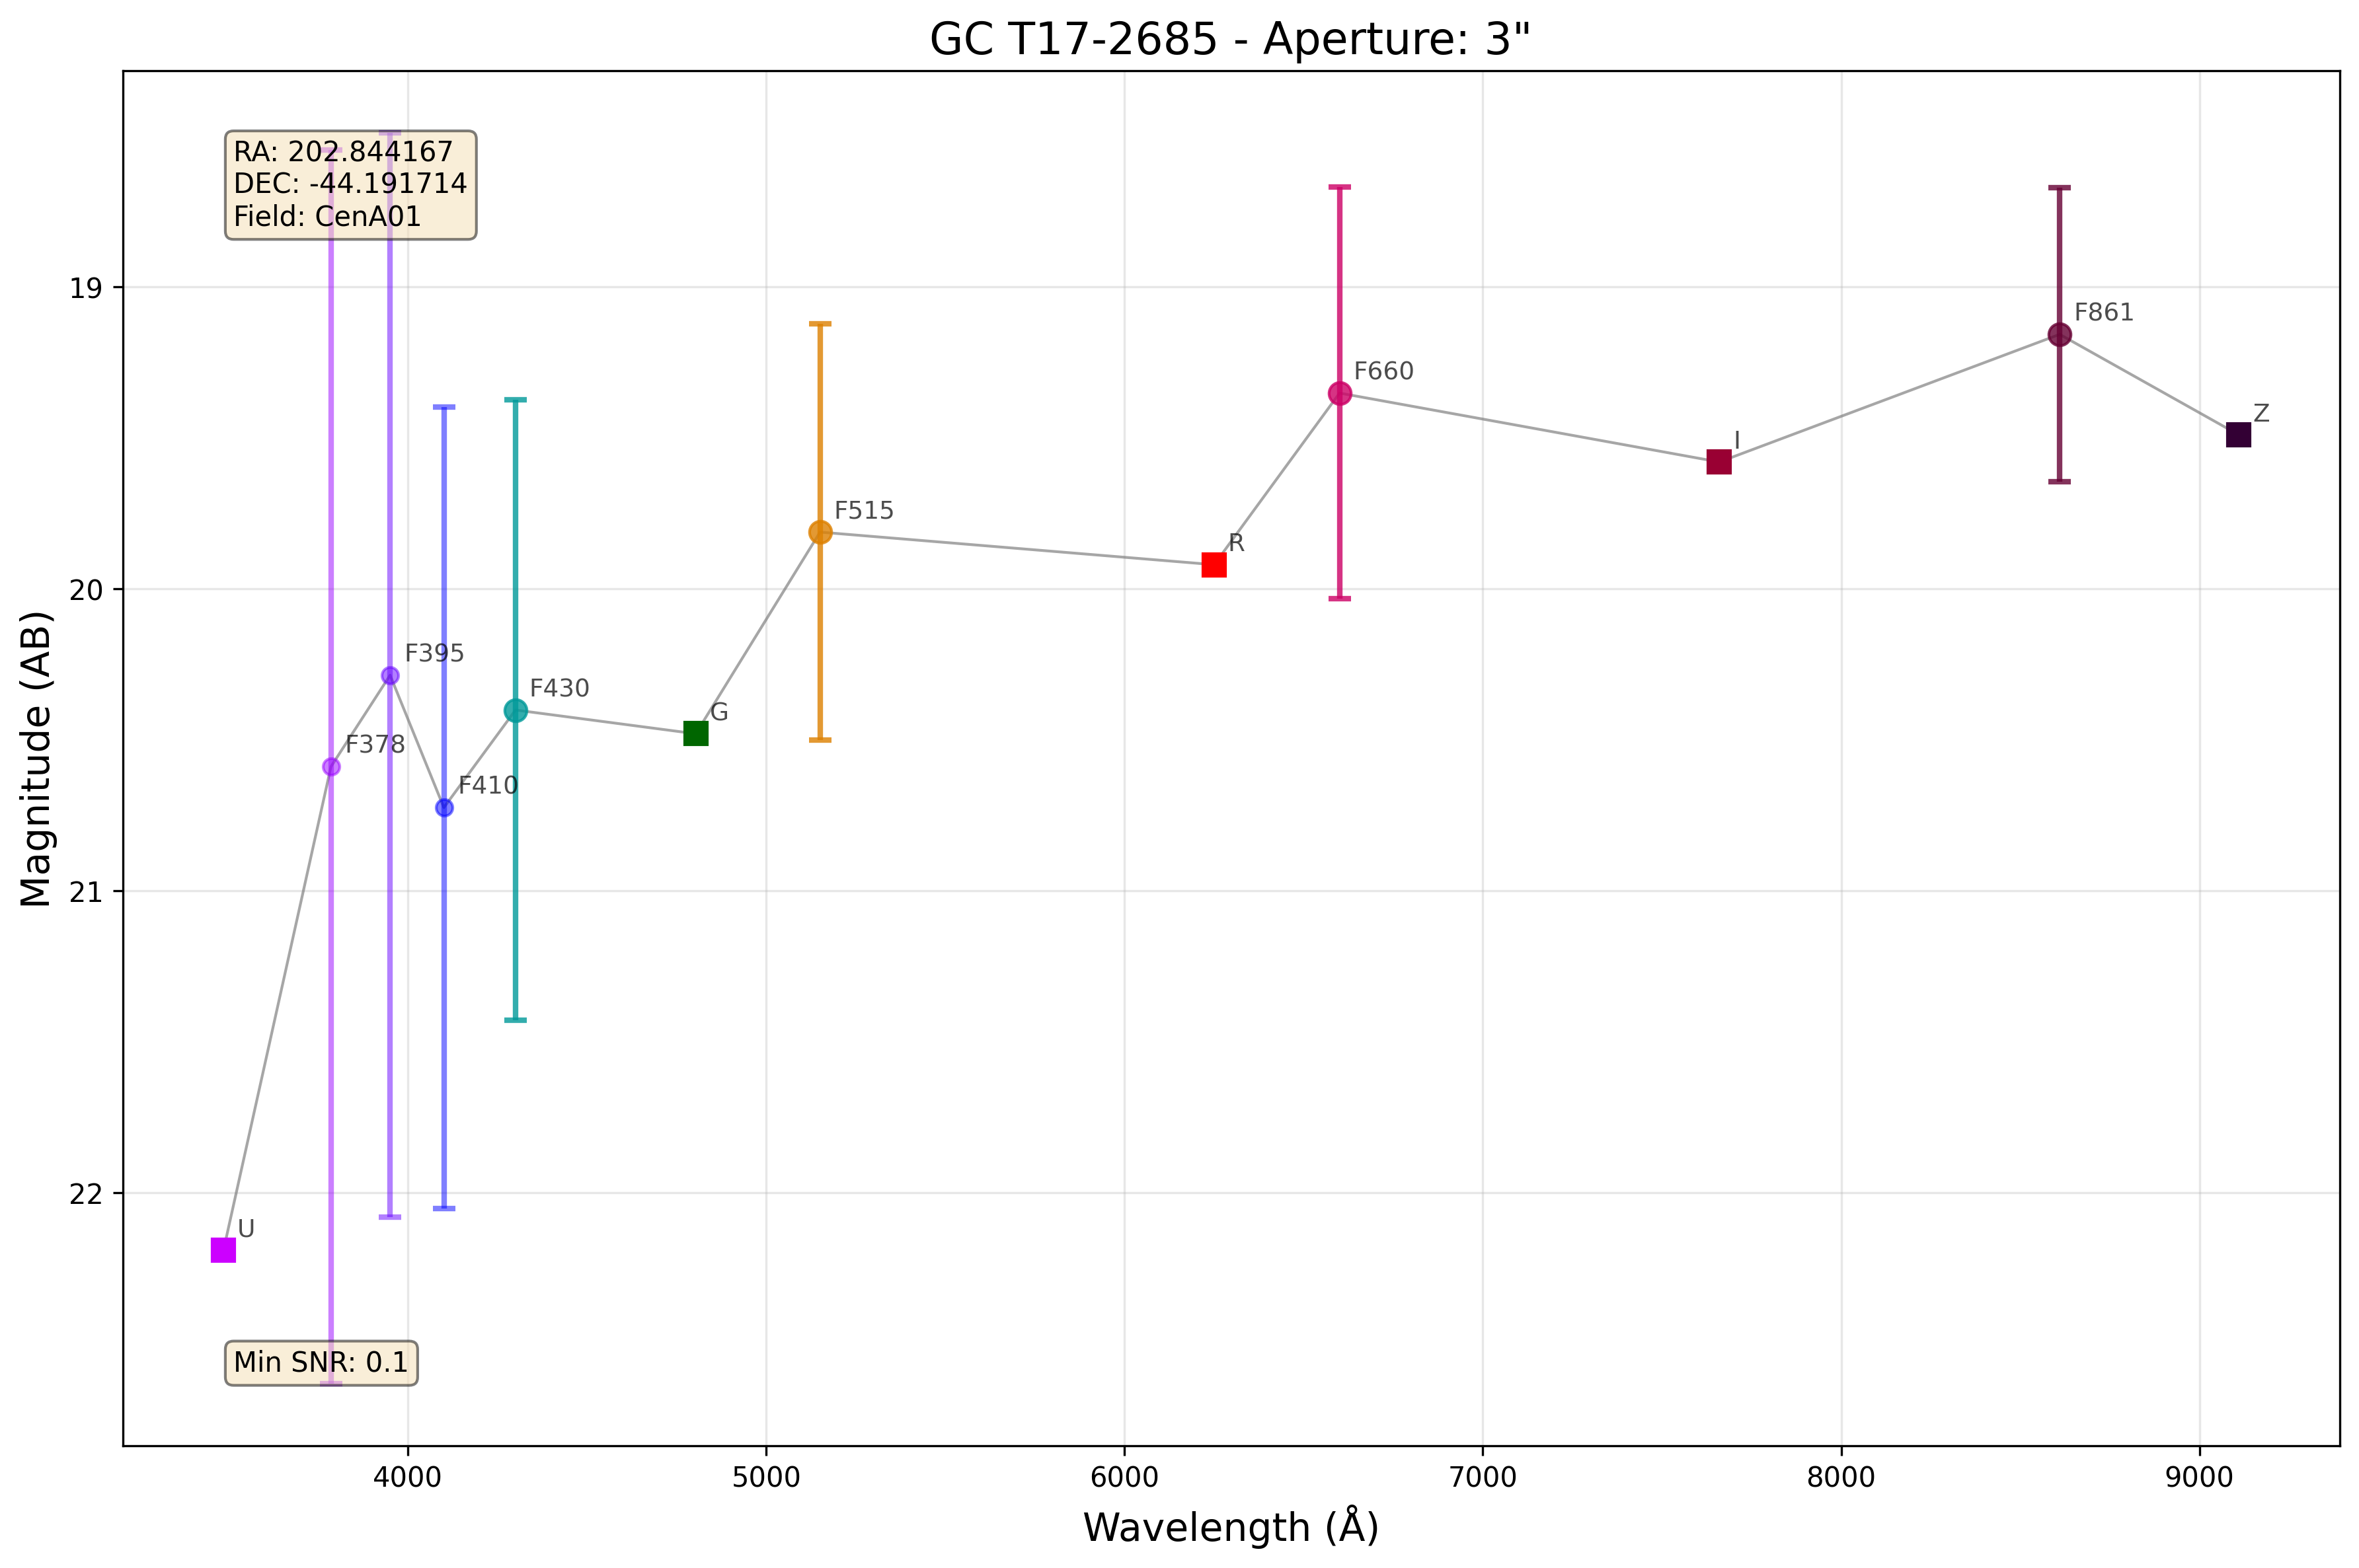 GC T17-2685 - Aperture: 3"
RA: 202.844167
DEC: -44.191714
Field: CenA01
19
20
21
22
Magnitude (AB)
U
F378
F395
F410
F430
G
F515
R
F660
I
F861
Z
Min SNR: 0.1
4000 5000 6000 7000 8000 9000
Wavelength (Å)